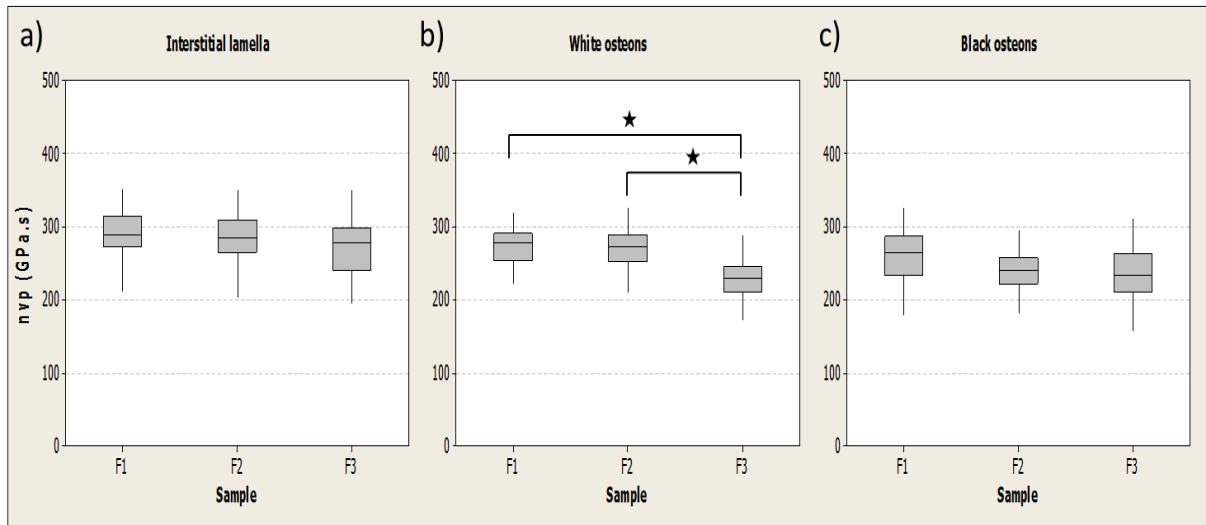 a) Interstitial lamella
500
400
300
200
100
0
nvp (GPa.s)
F1 F2 F3
Sample
b) White osteons
500
400
300
200
100
0
★
★
F1 F2 F3
Sample
c) Black osteons
500
400
300
200
100
0
F1 F2 F3
Sample